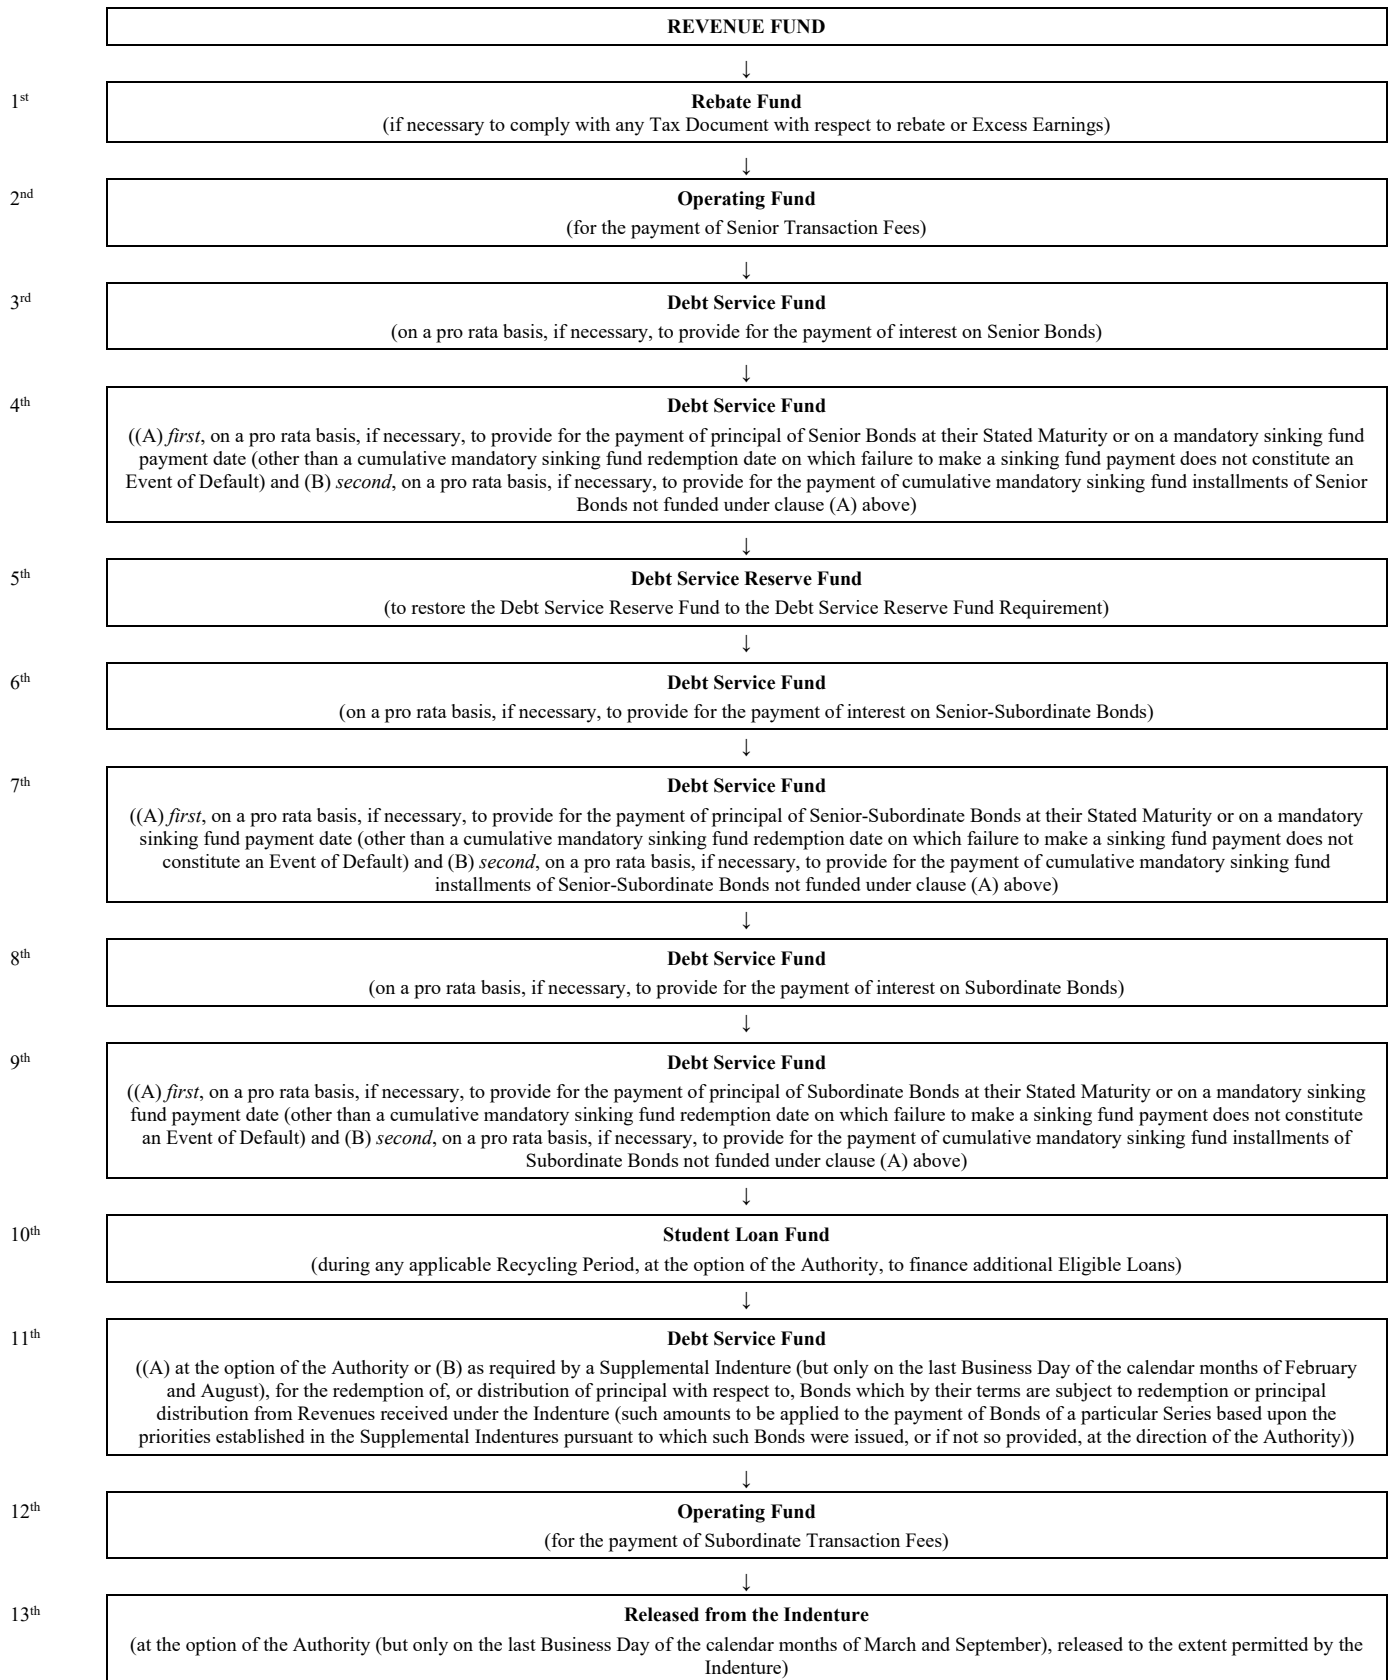 REVENUE FUND
↓
1st
Rebate Fund
(if necessary to comply with any Tax Document with respect to rebate or Excess Earnings)
↓
2nd
Operating Fund
(for the payment of Senior Transaction Fees)
↓
3rd
Debt Service Fund
(on a pro rata basis, if necessary, to provide for the payment of interest on Senior Bonds)
↓
4th
Debt Service Fund
((A) first, on a pro rata basis, if necessary, to provide for the payment of principal of Senior Bonds at their Stated Maturity or on a mandatory sinking fund
payment date (other than a cumulative mandatory sinking fund redemption date on which failure to make a sinking fund payment does not constitute an
Event of Default) and (B) second, on a pro rata basis, if necessary, to provide for the payment of cumulative mandatory sinking fund installments of Senior
Bonds not funded under clause (A) above)
↓
5th
Debt Service Reserve Fund
(to restore the Debt Service Reserve Fund to the Debt Service Reserve Fund Requirement)
↓
6th
Debt Service Fund
(on a pro rata basis, if necessary, to provide for the payment of interest on Senior-Subordinate Bonds)
↓
7th
Debt Service Fund
((A) first, on a pro rata basis, if necessary, to provide for the payment of principal of Senior-Subordinate Bonds at their Stated Maturity or on a mandatory
sinking fund payment date (other than a cumulative mandatory sinking fund redemption date on which failure to make a sinking fund payment does not
constitute an Event of Default) and (B) second, on a pro rata basis, if necessary, to provide for the payment of cumulative mandatory sinking fund
installments of Senior-Subordinate Bonds not funded under clause (A) above)
↓
8th
Debt Service Fund
(on a pro rata basis, if necessary, to provide for the payment of interest on Subordinate Bonds)
↓
9th
Debt Service Fund
((A) first, on a pro rata basis, if necessary, to provide for the payment of principal of Subordinate Bonds at their Stated Maturity or on a mandatory sinking
fund payment date (other than a cumulative mandatory sinking fund redemption date on which failure to make a sinking fund payment does not constitute
an Event of Default) and (B) second, on a pro rata basis, if necessary, to provide for the payment of cumulative mandatory sinking fund installments of
Subordinate Bonds not funded under clause (A) above)
↓
10th
Student Loan Fund
(during any applicable Recycling Period, at the option of the Authority, to finance additional Eligible Loans)
↓
11th
Debt Service Fund
((A) at the option of the Authority or (B) as required by a Supplemental Indenture (but only on the last Business Day of the calendar months of February
and August), for the redemption of, or distribution of principal with respect to, Bonds which by their terms are subject to redemption or principal
distribution from Revenues received under the Indenture (such amounts to be applied to the payment of Bonds of a particular Series based upon the
priorities established in the Supplemental Indentures pursuant to which such Bonds were issued, or if not so provided, at the direction of the Authority))
↓
12th
Operating Fund
(for the payment of Subordinate Transaction Fees)
↓
13th
Released from the Indenture
(at the option of the Authority (but only on the last Business Day of the calendar months of March and September), released to the extent permitted by the
Indenture)